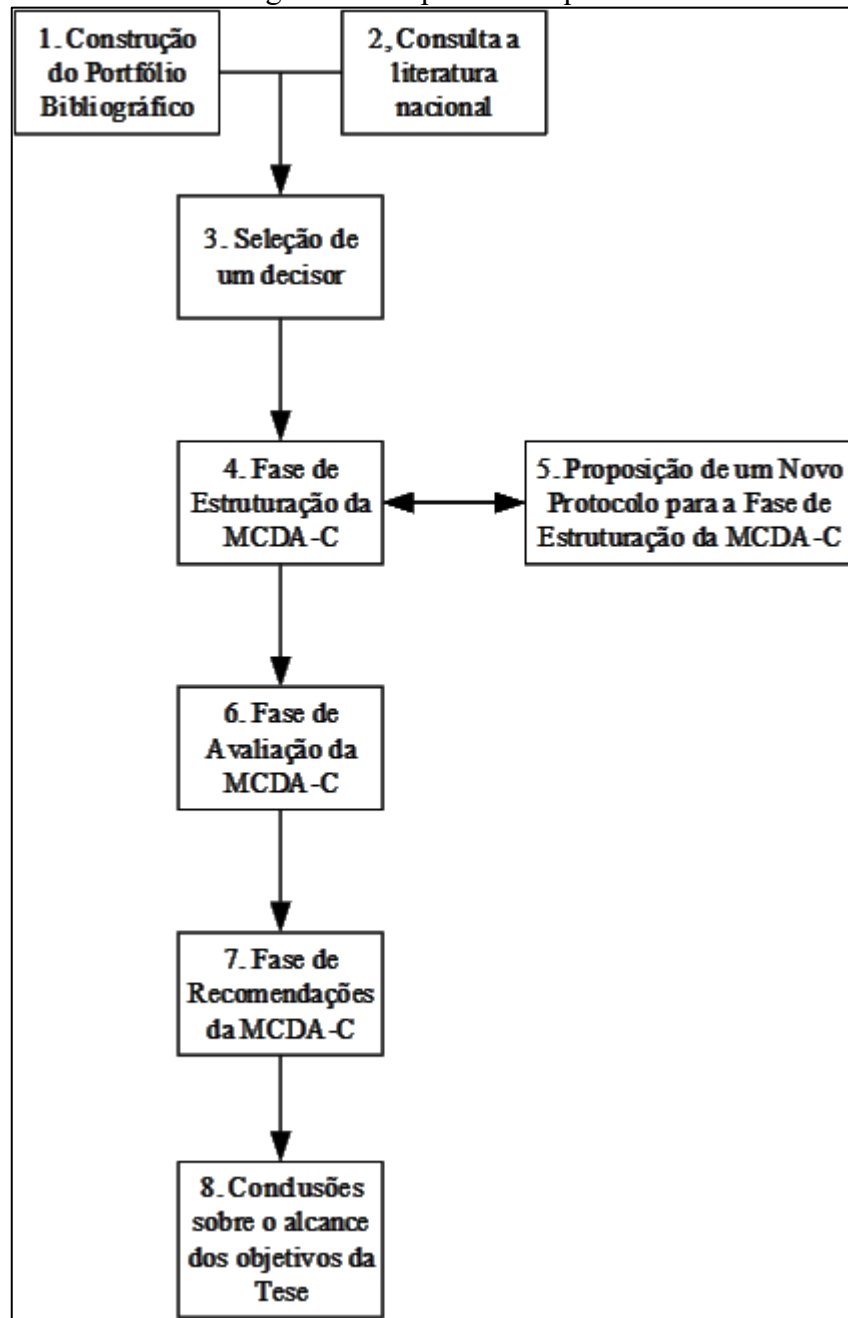 1. Construção
do Portfólio
Bibliográfico
2, Consulta a
literatura
nacional
3. Seleção de
um decisor
4. Fase de
Estruturação da
MCDA-C
5. Proposição de um Novo
Protocolo para a Fase de
Estruturação da MCDA-C
6. Fase de
Avaliação da
MCDA-C
7. Fase de
Recomendações
da MCDA-C
8. Conclusões
sobre o alcance
dos objetivos da
Tese